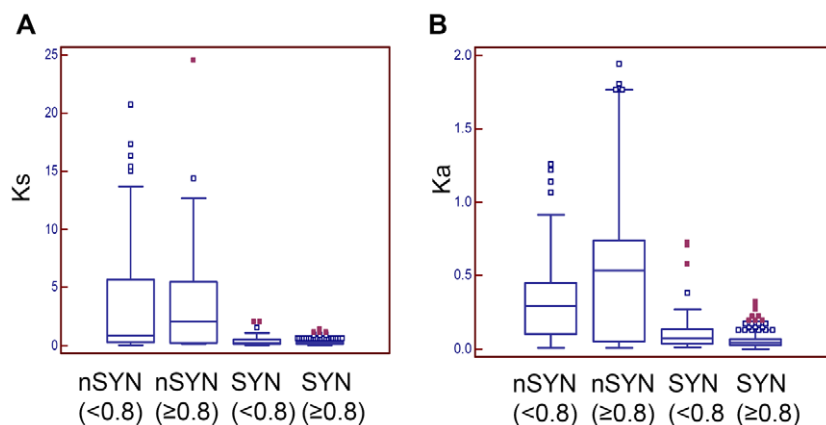 A
Ks
25
20
15
10
5
0
nSYN nSYN SYN SYN
(<0.8) (≥0.8) (<0.8) (≥0.8)
B
Ka
2.0
1.5
1.0
0.5
0.0
nSYN nSYN SYN SYN
(<0.8) (≥0.8) (<0.8 (≥0.8)